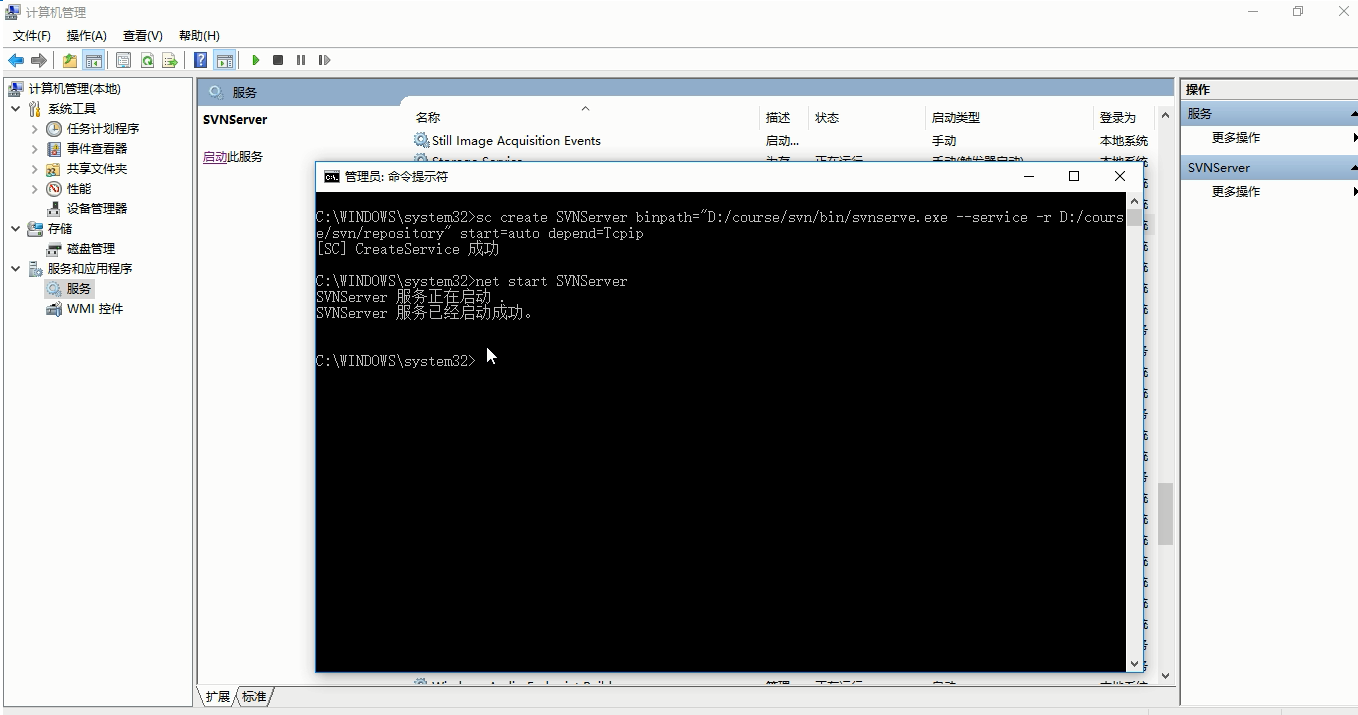 计算机管理
文件(F) 操作(A) 查看(V) 帮助(H)
计算机管理(本地)
系统工具
任务计划程序
事件查看器
共享文件夹
性能
设备管理器
存储
磁盘管理
服务和应用程序
服务
WMI 控件
服务
SVNServer
启动此服务
名称 描述 状态 启动类型 登录为
Still Image Acquisition Events 启动... 手动 本地系统
管理员: 命令提示符
C:\WINDOWS\system32>sc create SVNServer binpath="D:/course/svn/bin/svnserve.exe --service -r D:/cours
e/svn/repository" start=auto depend=Tcpip
[SC] CreateService 成功
C:\WINDOWS\system32>net start SVNServer
SVNServer 服务正在启动 .
SVNServer 服务已经启动成功。
C:\WINDOWS\system32>
扩展 标准
操作
服务
更多操作
SVNServer
更多操作